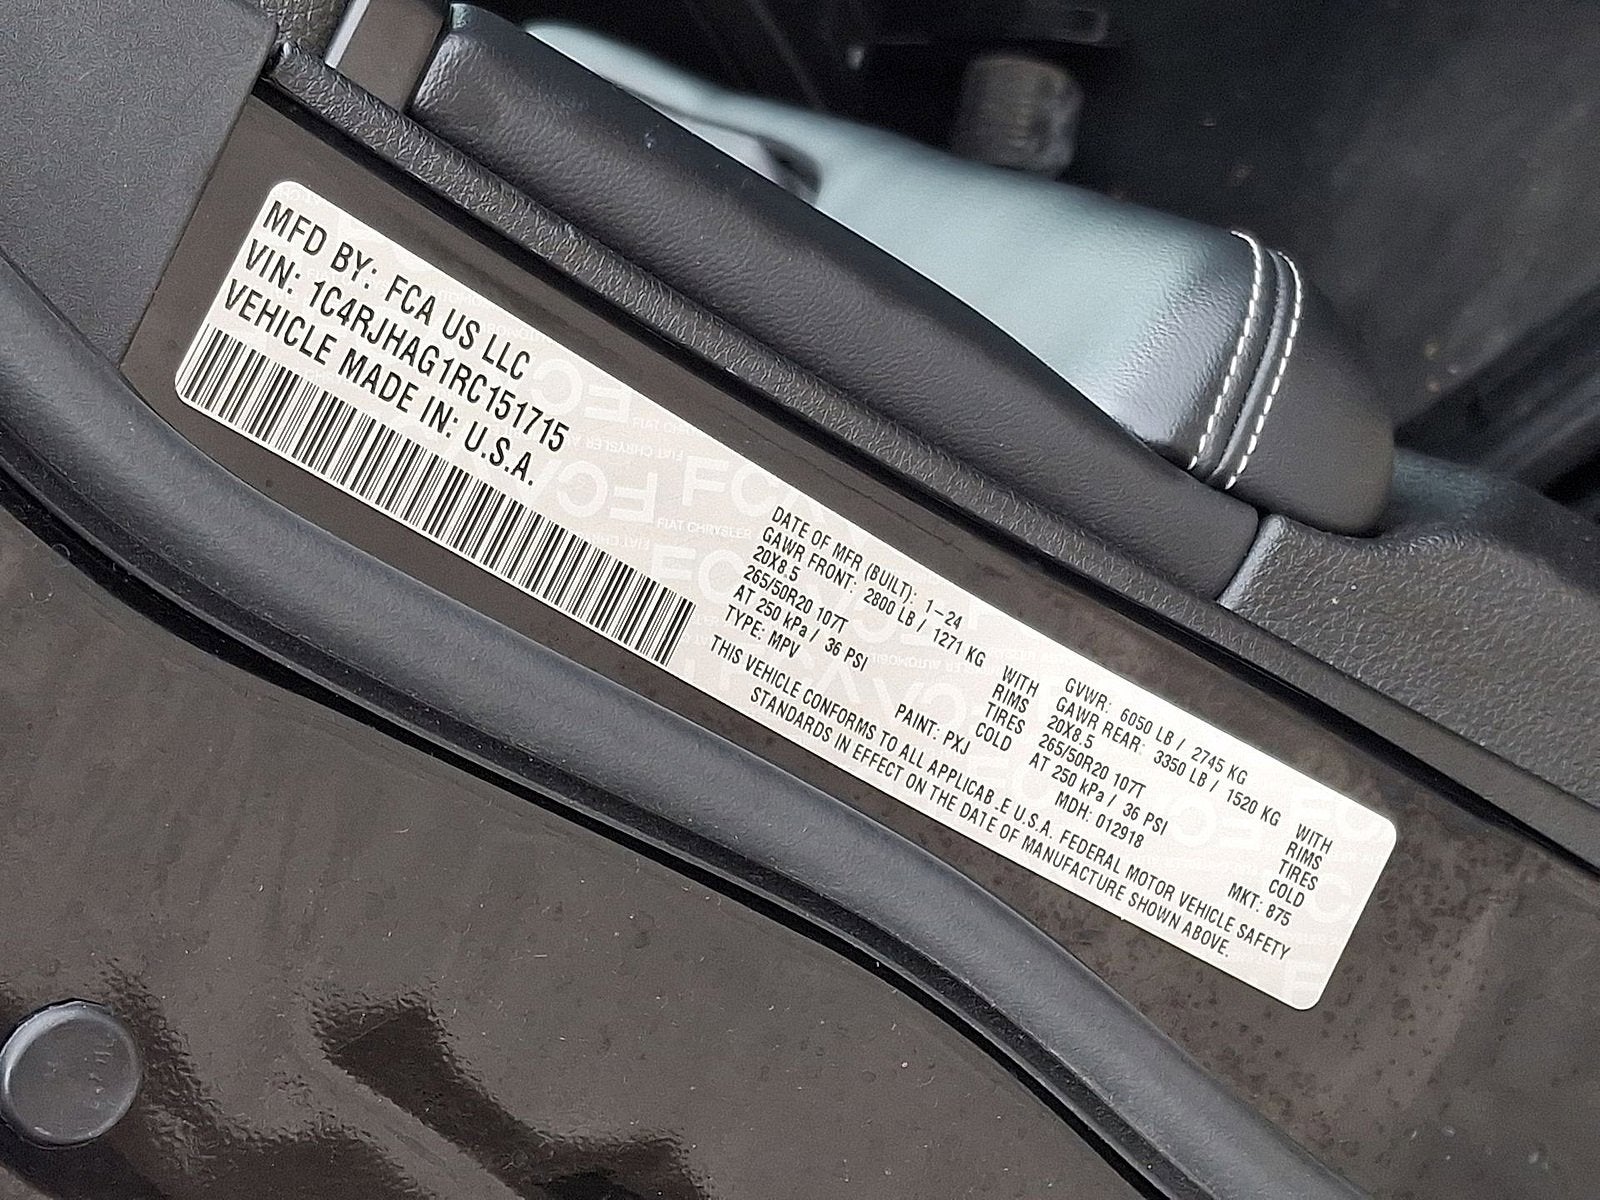 MFD BY: FCA US LLC
VIN: 1C4RJHAG1RC151715
VEHICLE MADE IN: U.S.A.
DATE OF MFR (BUILT): 1-24
GVWR: 6050 LB / 2745 KG
GAWR FRONT: 2800 LB / 1271 KG WITH
GAWR REAR: 3350 LB / 1520 KG WITH
20X8.5 RIMS
20X8.5 RIMS
265/50R20 107T TIRES
265/50R20 107T TIRES
AT 250 kPa / 36 PSI COLD
AT 250 kPa / 36 PSI COLD
TYPE: MPV PAINT: PXJ MDH: 012918 MKT: 875
THIS VEHICLE CONFORMS TO ALL APPLICAB.E U.S.A. FEDERAL MOTOR VEHICLE SAFETY
STANDARDS IN EFFECT ON THE DATE OF MANUFACTURE SHOWN ABOVE.
FCA
FIAT CHRYSLER